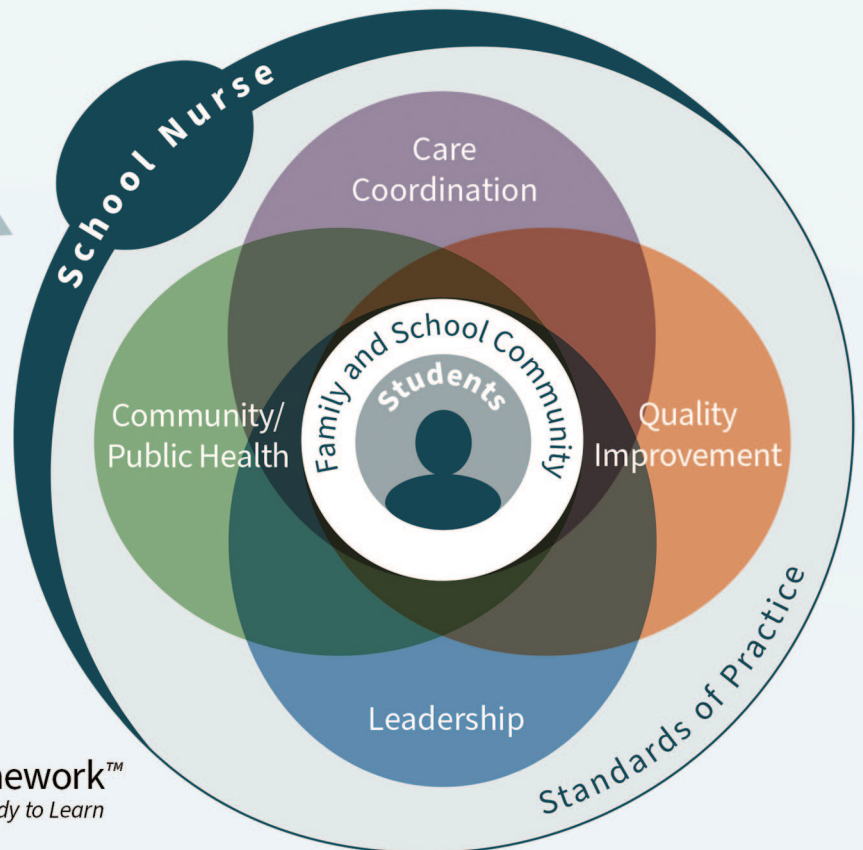 School Nurse
Care
Coordination
Family and School Community
Students
Community/
Public Health
Quality
Improvement
Leadership
Standards of Practice
nework™
dy to Learn